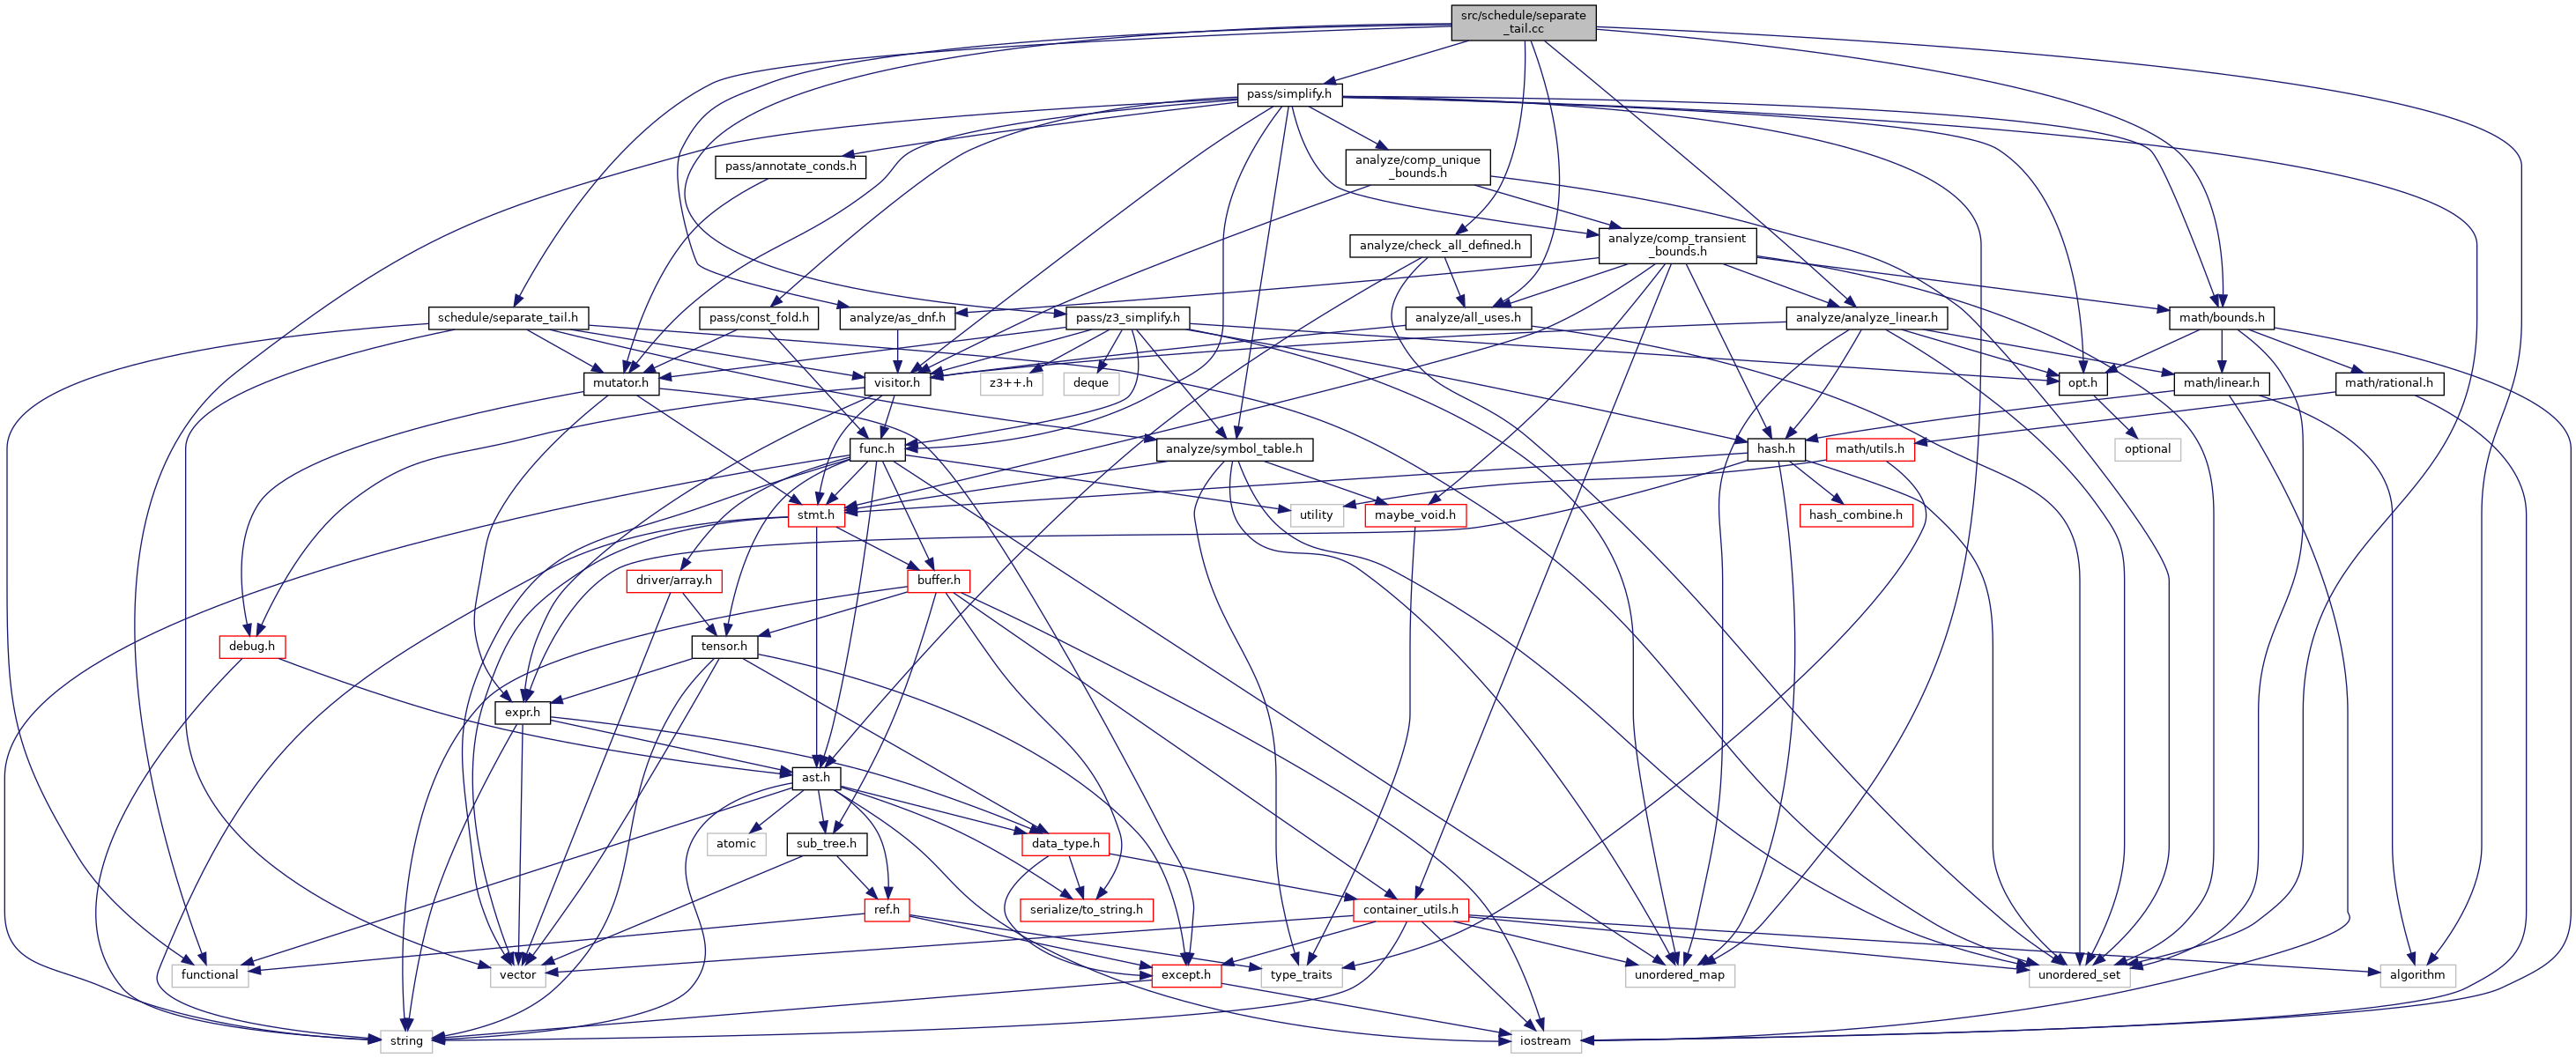 src/schedule/separate
_tail.cc
pass/simplify.h
pass/annotate_conds.h
analyze/comp_unique
_bounds.h
analyze/check_all_defined.h
analyze/comp_transient
_bounds.h
schedule/separate_tail.h
pass/const_fold.h
analyze/as_dnf.h
pass/z3_simplify.h
analyze/all_uses.h
analyze/analyze_linear.h
math/bounds.h
mutator.h
visitor.h
z3++.h
deque
opt.h
math/linear.h
math/rational.h
func.h
analyze/symbol_table.h
hash.h
math/utils.h
optional
stmt.h
utility
maybe_void.h
hash_combine.h
driver/array.h
buffer.h
debug.h
tensor.h
expr.h
ast.h
atomic
sub_tree.h
data_type.h
ref.h
serialize/to_string.h
container_utils.h
functional
vector
except.h
type_traits
unordered_map
unordered_set
algorithm
string
iostream